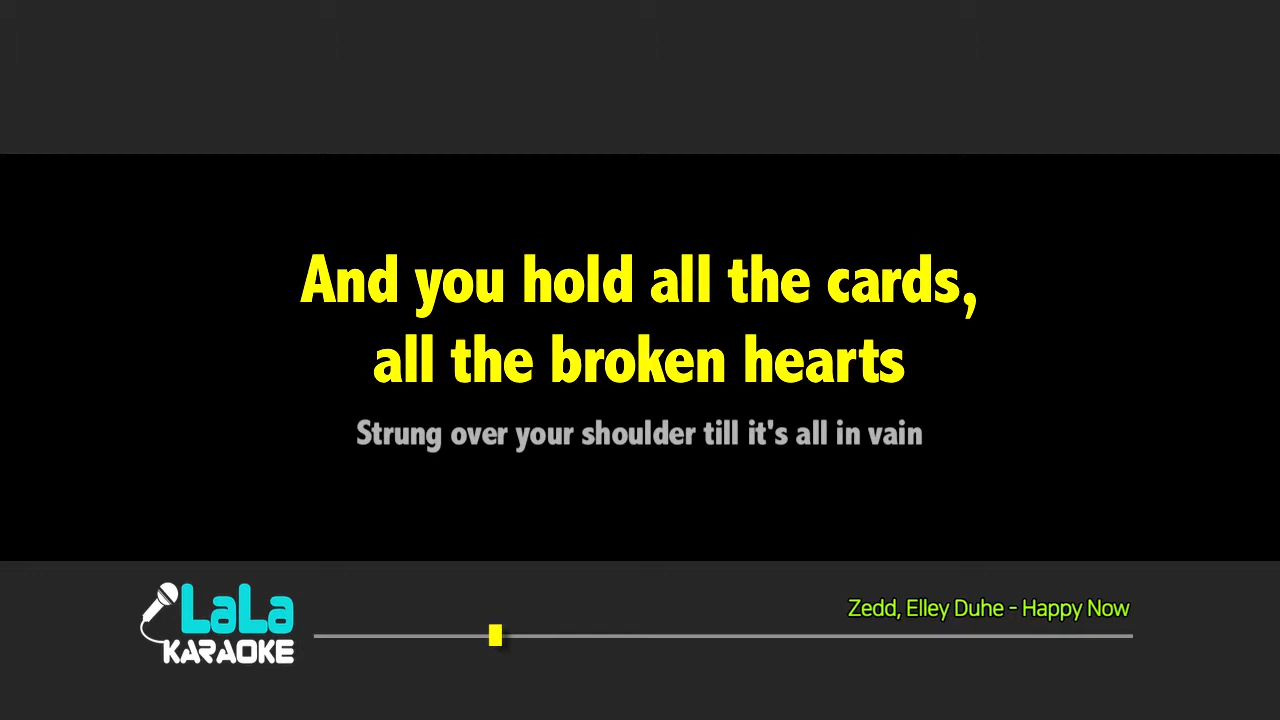 And you hold all the cards,
all the broken hearts
Strung over your shoulder till it's all in vain
LaLa
KARAOKE
Zedd, Elley Duhe - Happy Now